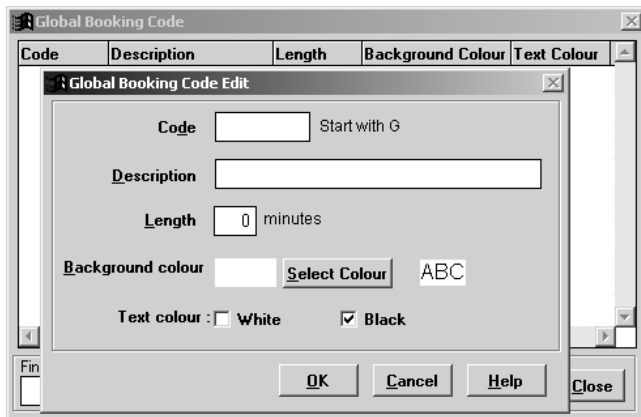 Global Booking Code
Code Description Length Background Colour Text Colour
Global Booking Code Edit
Code Start with G
Description
Length 0 minutes
Background colour Select Colour ABC
Text colour : White Black
OK Cancel Help
Fin
Close